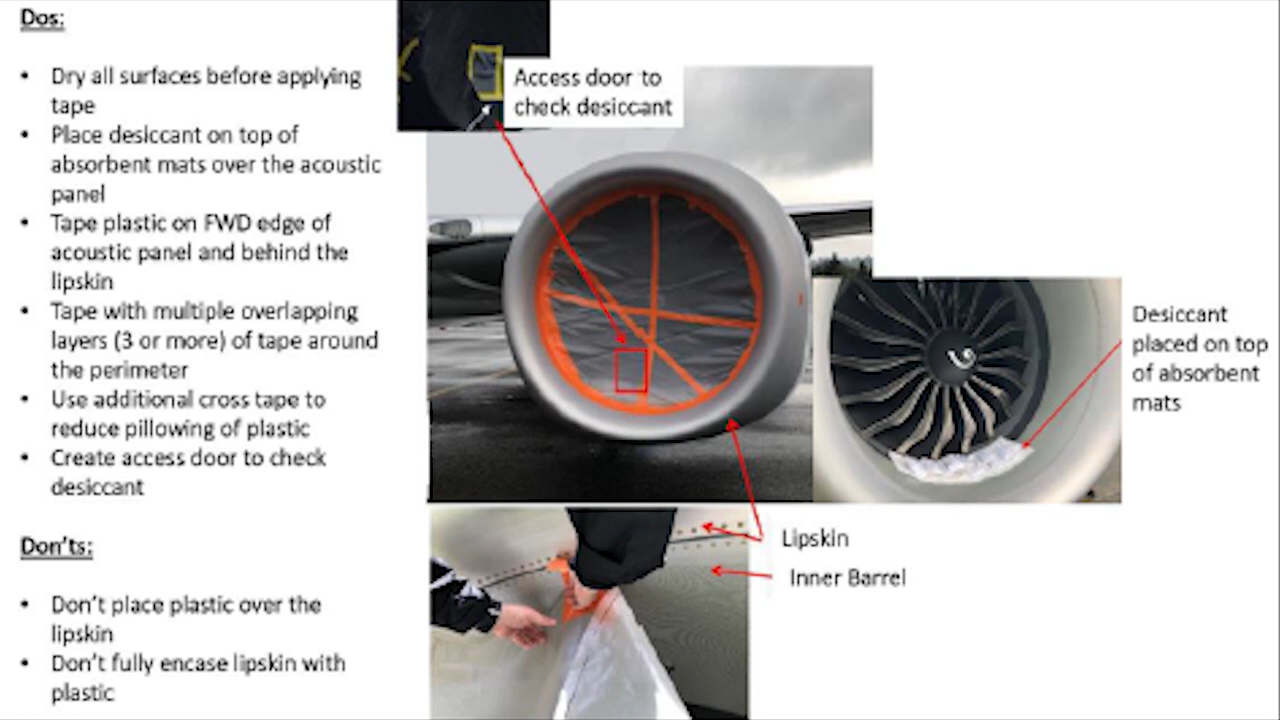 Dos:
• Dry all surfaces before applying
tape
• Place desiccant on top of
absorbent mats over the acoustic
panel
• Tape plastic on FWD edge of
acoustic panel and behind the
lipskin
• Tape with multiple overlapping
layers (3 or more) of tape around
the perimeter
• Use additional cross tape to
reduce pillowing of plastic
• Create access door to check
desiccant
Don'ts:
• Don't place plastic over the
lipskin
• Don't fully encase lipskin with
plastic
Access door to
check desiccant
Desiccant
placed on top
of absorbent
mats
Lipskin
Inner Barrel